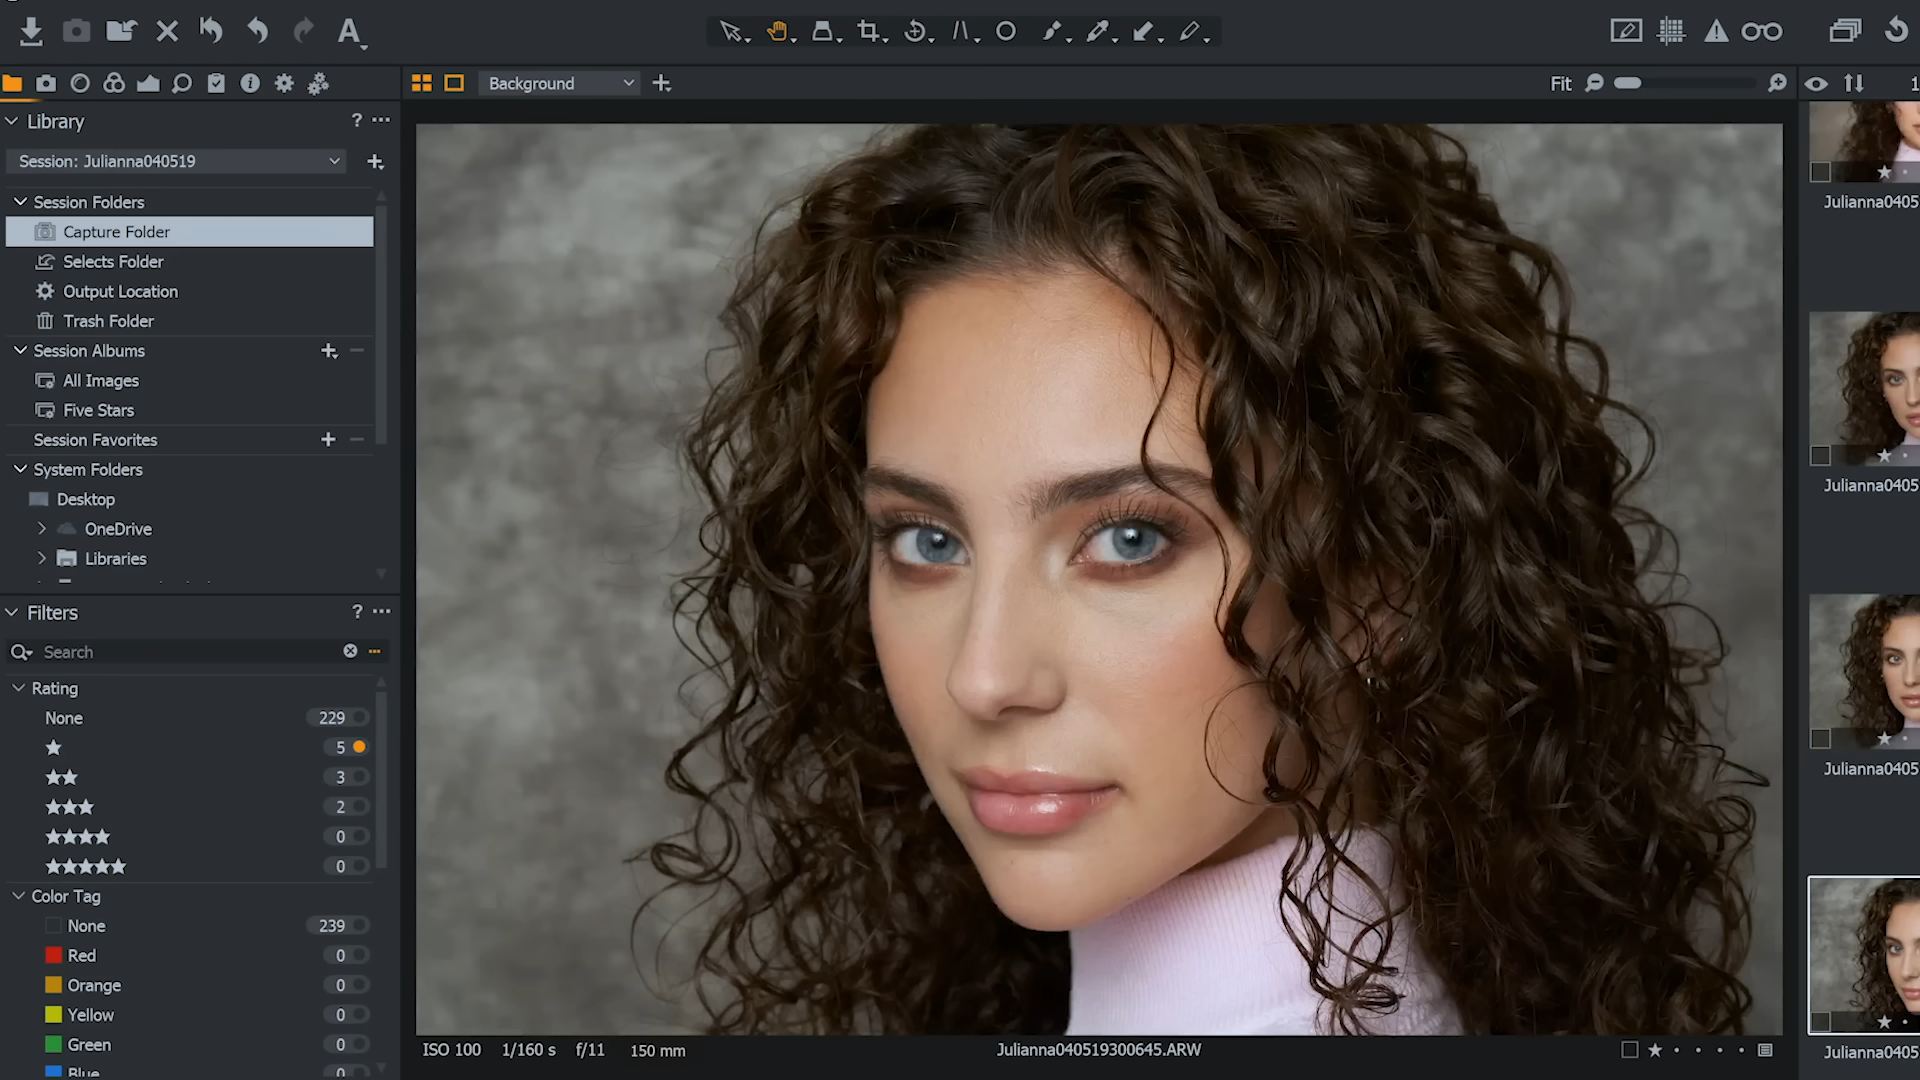 A
Background
Fit
1
Library
?
Session: Julianna040519
Session Folders
Capture Folder
Selects Folder
Output Location
Trash Folder
Session Albums
All Images
Five Stars
Session Favorites
System Folders
Desktop
OneDrive
Libraries
Filters
?
Search
Rating
None 229
5
3
2
0
0
Color Tag
None 239
Red 0
Orange 0
Yellow 0
Green 0
Blue 0
ISO 100 1/160 s f/11 150 mm
Julianna040519300645.ARW
Julianna0405
Julianna0405
Julianna0405
Julianna0405